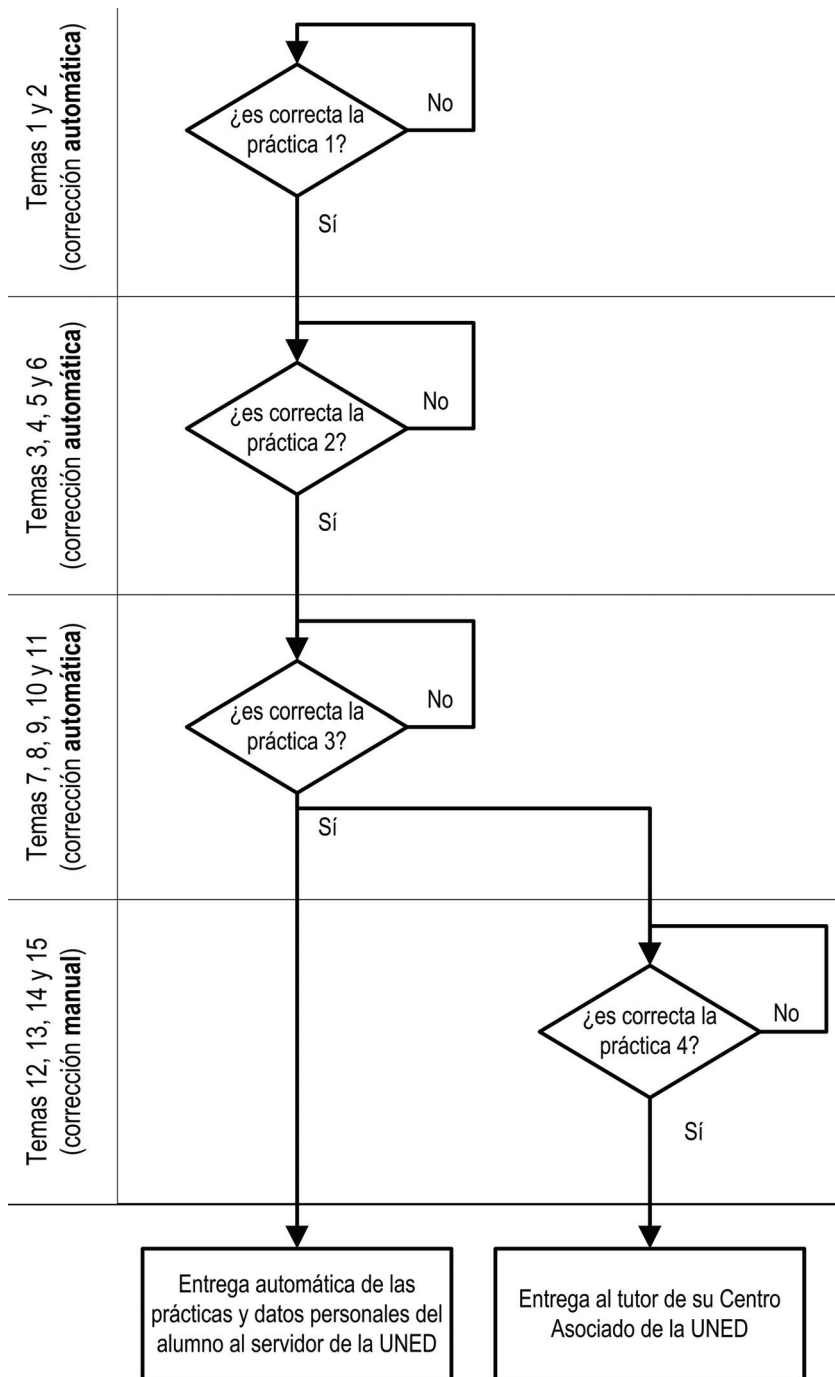 Temas 1 y 2
(corrección automática)
¿es correcta la
práctica 1?
No
Sí
Temas 3, 4, 5 y 6
(corrección automática)
¿es correcta la
práctica 2?
No
Sí
Temas 7, 8, 9, 10 y 11
(corrección automática)
¿es correcta la
práctica 3?
No
Sí
Temas 12, 13, 14 y 15
(corrección manual)
¿es correcta la
práctica 4?
No
Sí
Entrega automática de las
prácticas y datos personales del
alumno al servidor de la UNED
Entrega al tutor de su Centro
Asociado de la UNED